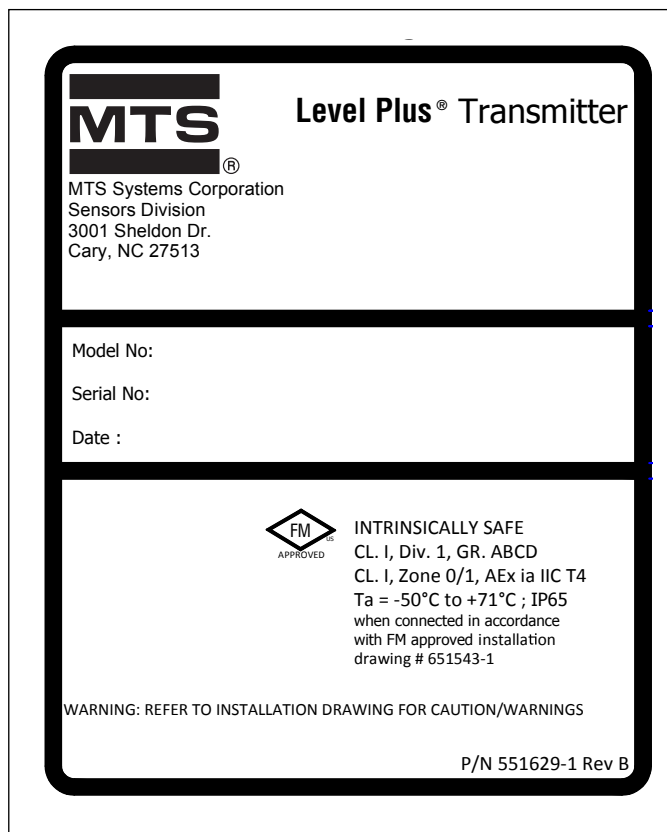 MTS
®
Level Plus® Transmitter
MTS Systems Corporation
Sensors Division
3001 Sheldon Dr.
Cary, NC 27513
Model No:
Serial No:
Date :
FM
us
APPROVED
INTRINSICALLY SAFE
CL. I, Div. 1, GR. ABCD
CL. I, Zone 0/1, AEx ia IIC T4
Ta = -50°C to +71°C ; IP65
when connected in accordance
with FM approved installation
drawing # 651543-1
WARNING: REFER TO INSTALLATION DRAWING FOR CAUTION/WARNINGS
P/N 551629-1 Rev B